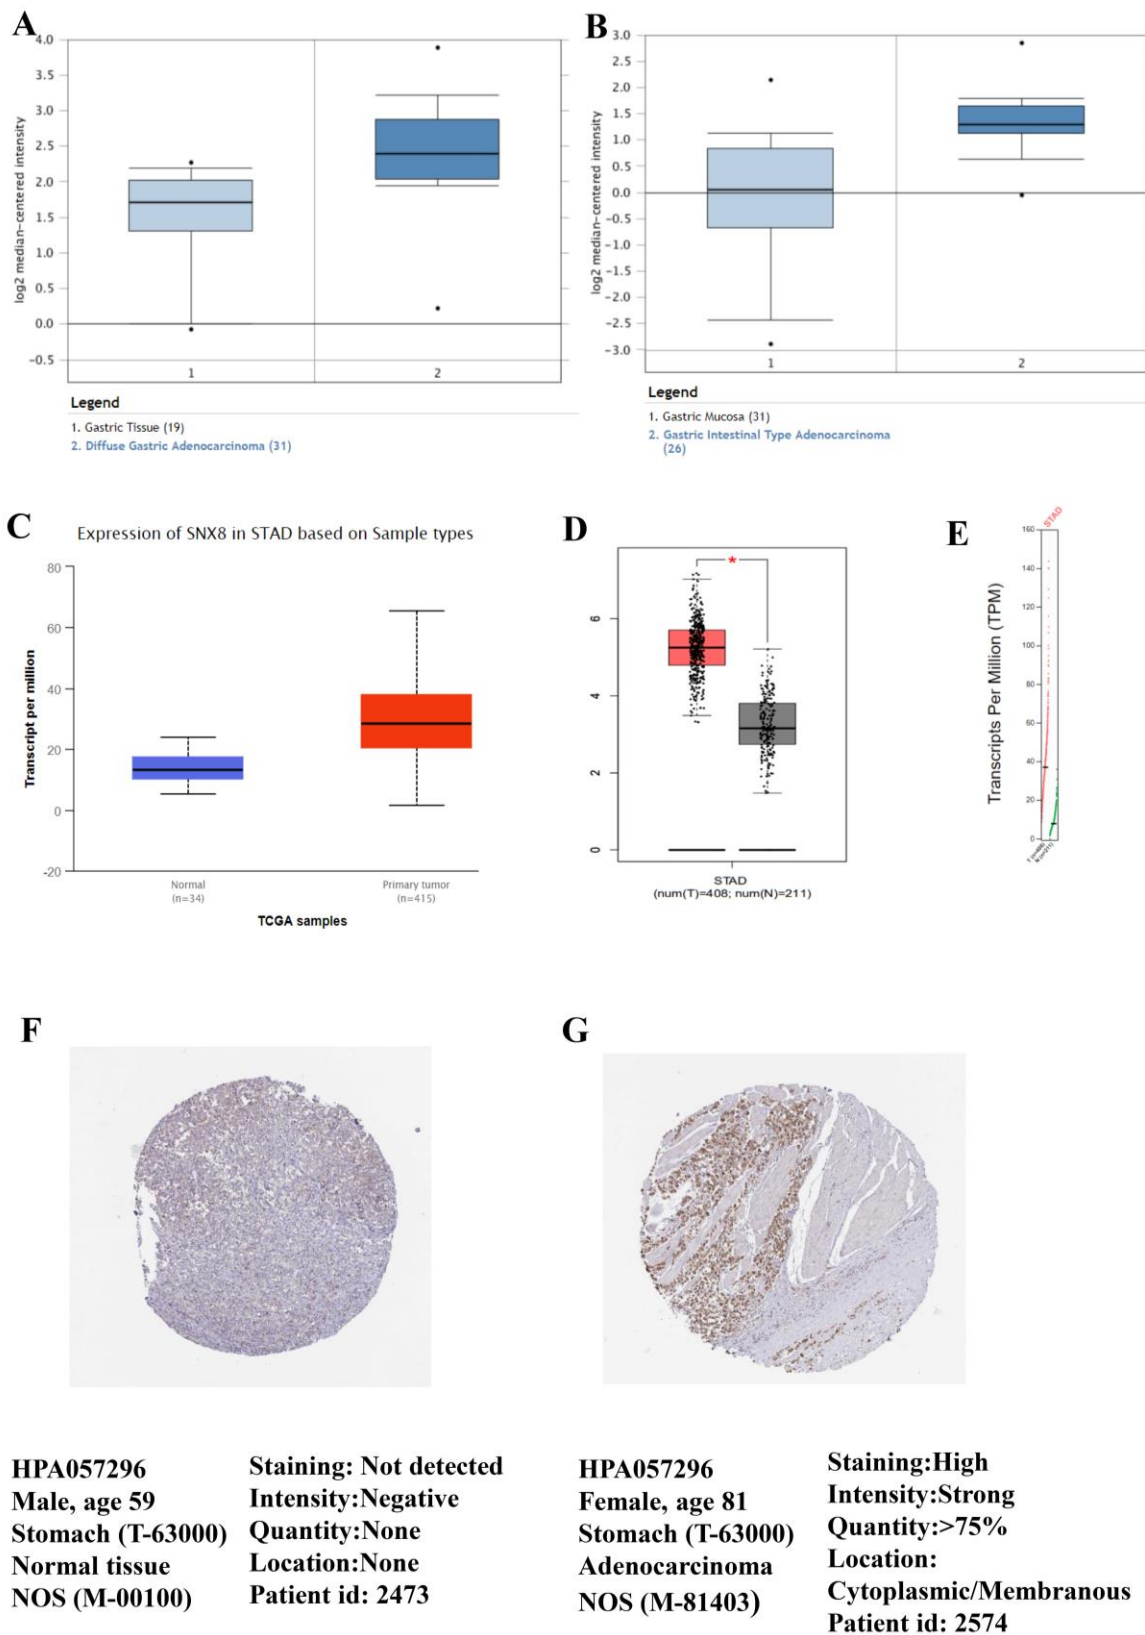 A
4.0
3.5
3.0
2.5
2.0
1.5
1.0
0.5
0.0
-0.5
log2 median-centered intensity
1
2
Legend
1. Gastric Tissue (19)
2. Diffuse Gastric Adenocarcinoma (31)
B
3.0
2.5
2.0
1.5
1.0
0.5
0.0
-0.5
-1.0
-1.5
-2.0
-2.5
-3.0
log2 median-centered intensity
1
2
Legend
1. Gastric Mucosa (31)
2. Gastric Intestinal Type Adenocarcinoma
(26)
C
Expression of SNX8 in STAD based on Sample types
80
60
40
20
0
-20
Transcript per million
Normal
(n=34)
Primary tumor
(n=415)
TCGA samples
D
*
6
4
2
0
STAD
(num(T)=408; num(N)=211)
E
STAD
160
140
120
100
80
60
40
20
0
Transcripts Per Million (TPM)
T (n=408)
N (n=211)
F
G
HPA057296
Male, age 59
Stomach (T-63000)
Normal tissue
NOS (M-00100)
Staining: Not detected
Intensity:Negative
Quantity:None
Location:None
Patient id: 2473
HPA057296
Female, age 81
Stomach (T-63000)
Adenocarcinoma
NOS (M-81403)
Staining:High
Intensity:Strong
Quantity:>75%
Location:
Cytoplasmic/Membranous
Patient id: 2574